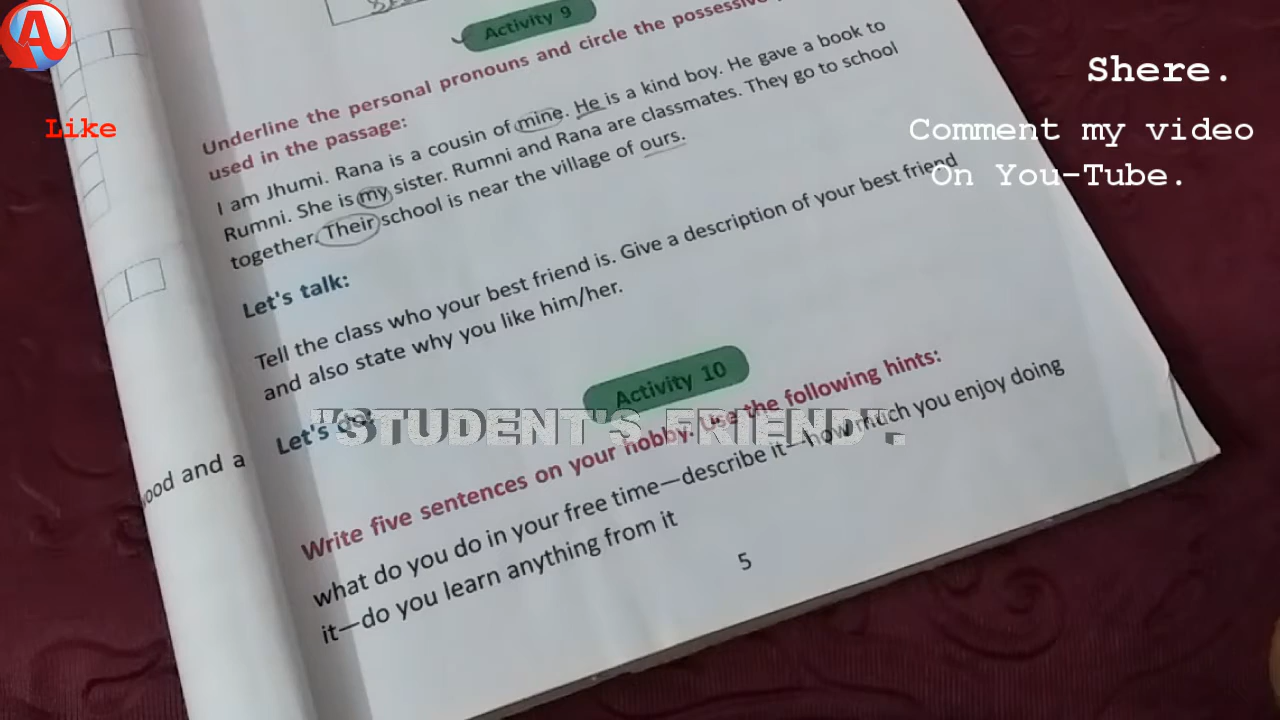 A
Like
Shere.
Comment my video
On You-Tube.
Activity 9
Underline the personal pronouns and circle the possessive
used in the passage:
I am Jhumi. Rana is a cousin of mine. He is a kind boy. He gave a book to
Rumni. She is my sister. Rumni and Rana are classmates. They go to school
together. Their school is near the village of ours.
Let's talk:
Tell the class who your best friend is. Give a description of your best friend
and also state why you like him/her.
Activity 10
Let's do:
"STUDENT'S FRIEND".
Write five sentences on your hobby. Use the following hints:
what do you do in your free time—describe it—how much you enjoy doing
it—do you learn anything from it
and a
5